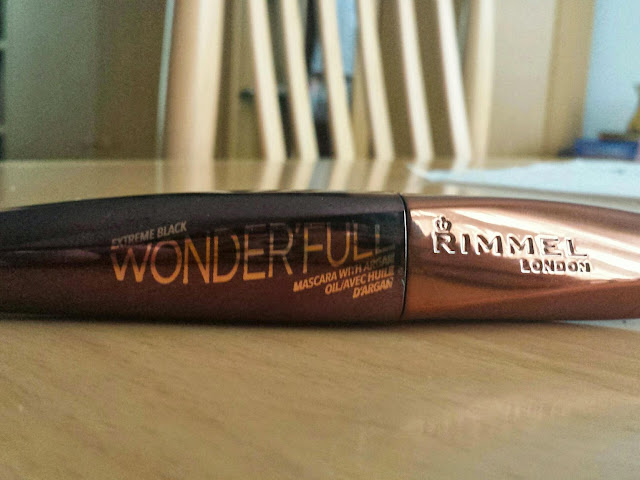 EXTREME BLACK
WONDER'FULL
MASCARA WITH ARGAN
OIL/AVEC HUILE
D'ARGAN
RIMMEL
LONDON